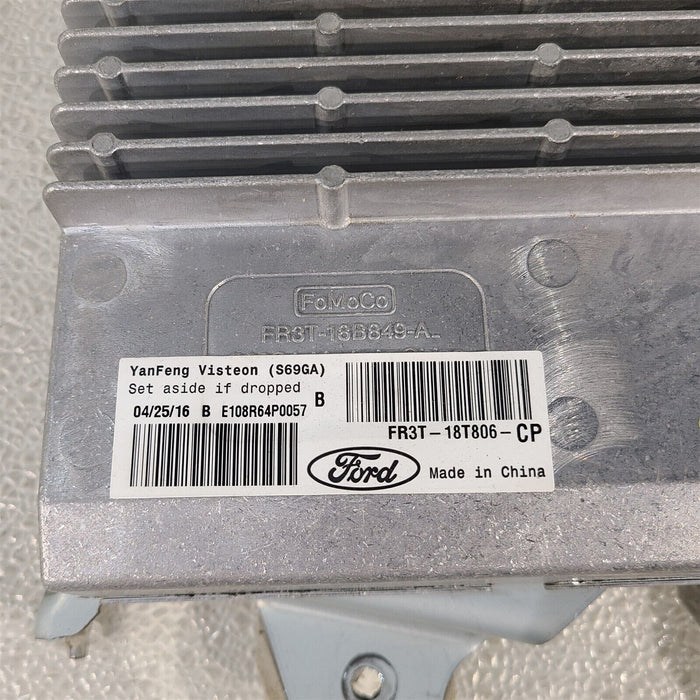 FoMoCo
FR3T-18B849-A
YanFeng Visteon (S69GA)
Set aside if dropped
04/25/16 B E108R64P0057 B
FR3T-18T806-CP
Ford
Made in China